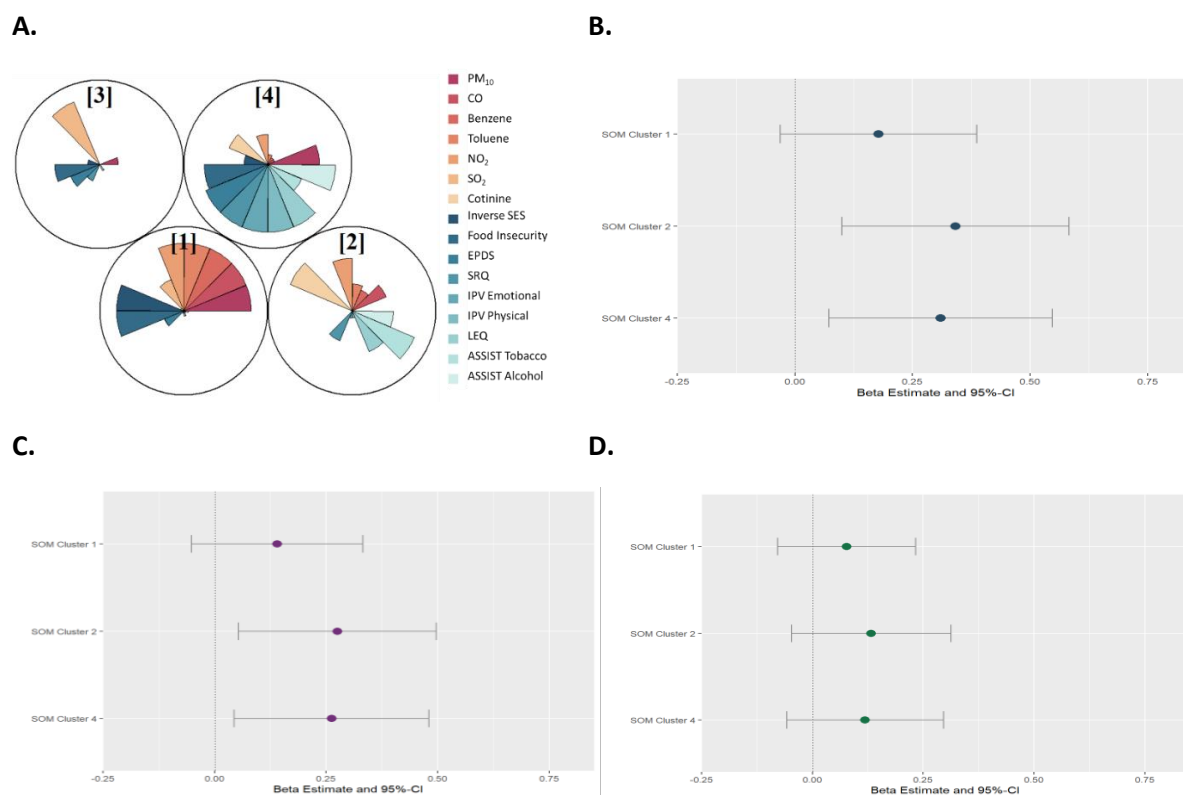 A.
[3]
[4]
[1]
[2]
PM10
CO
Benzene
Toluene
NO2
SO2
Cotinine
Inverse SES
Food Insecurity
EPDS
SRQ
IPV Emotional
IPV Physical
LEQ
ASSIST Tobacco
ASSIST Alcohol
B.
SOM Cluster 1
SOM Cluster 2
SOM Cluster 4
-0.25 0.00 0.25 0.50 0.75
Beta Estimate and 95%-CI
C.
SOM Cluster 1
SOM Cluster 2
SOM Cluster 4
-0.25 0.00 0.25 0.50 0.75
Beta Estimate and 95%-CI
D.
SOM Cluster 1
SOM Cluster 2
SOM Cluster 4
-0.25 0.00 0.25 0.50 0.75
Beta Estimate and 95%-CI